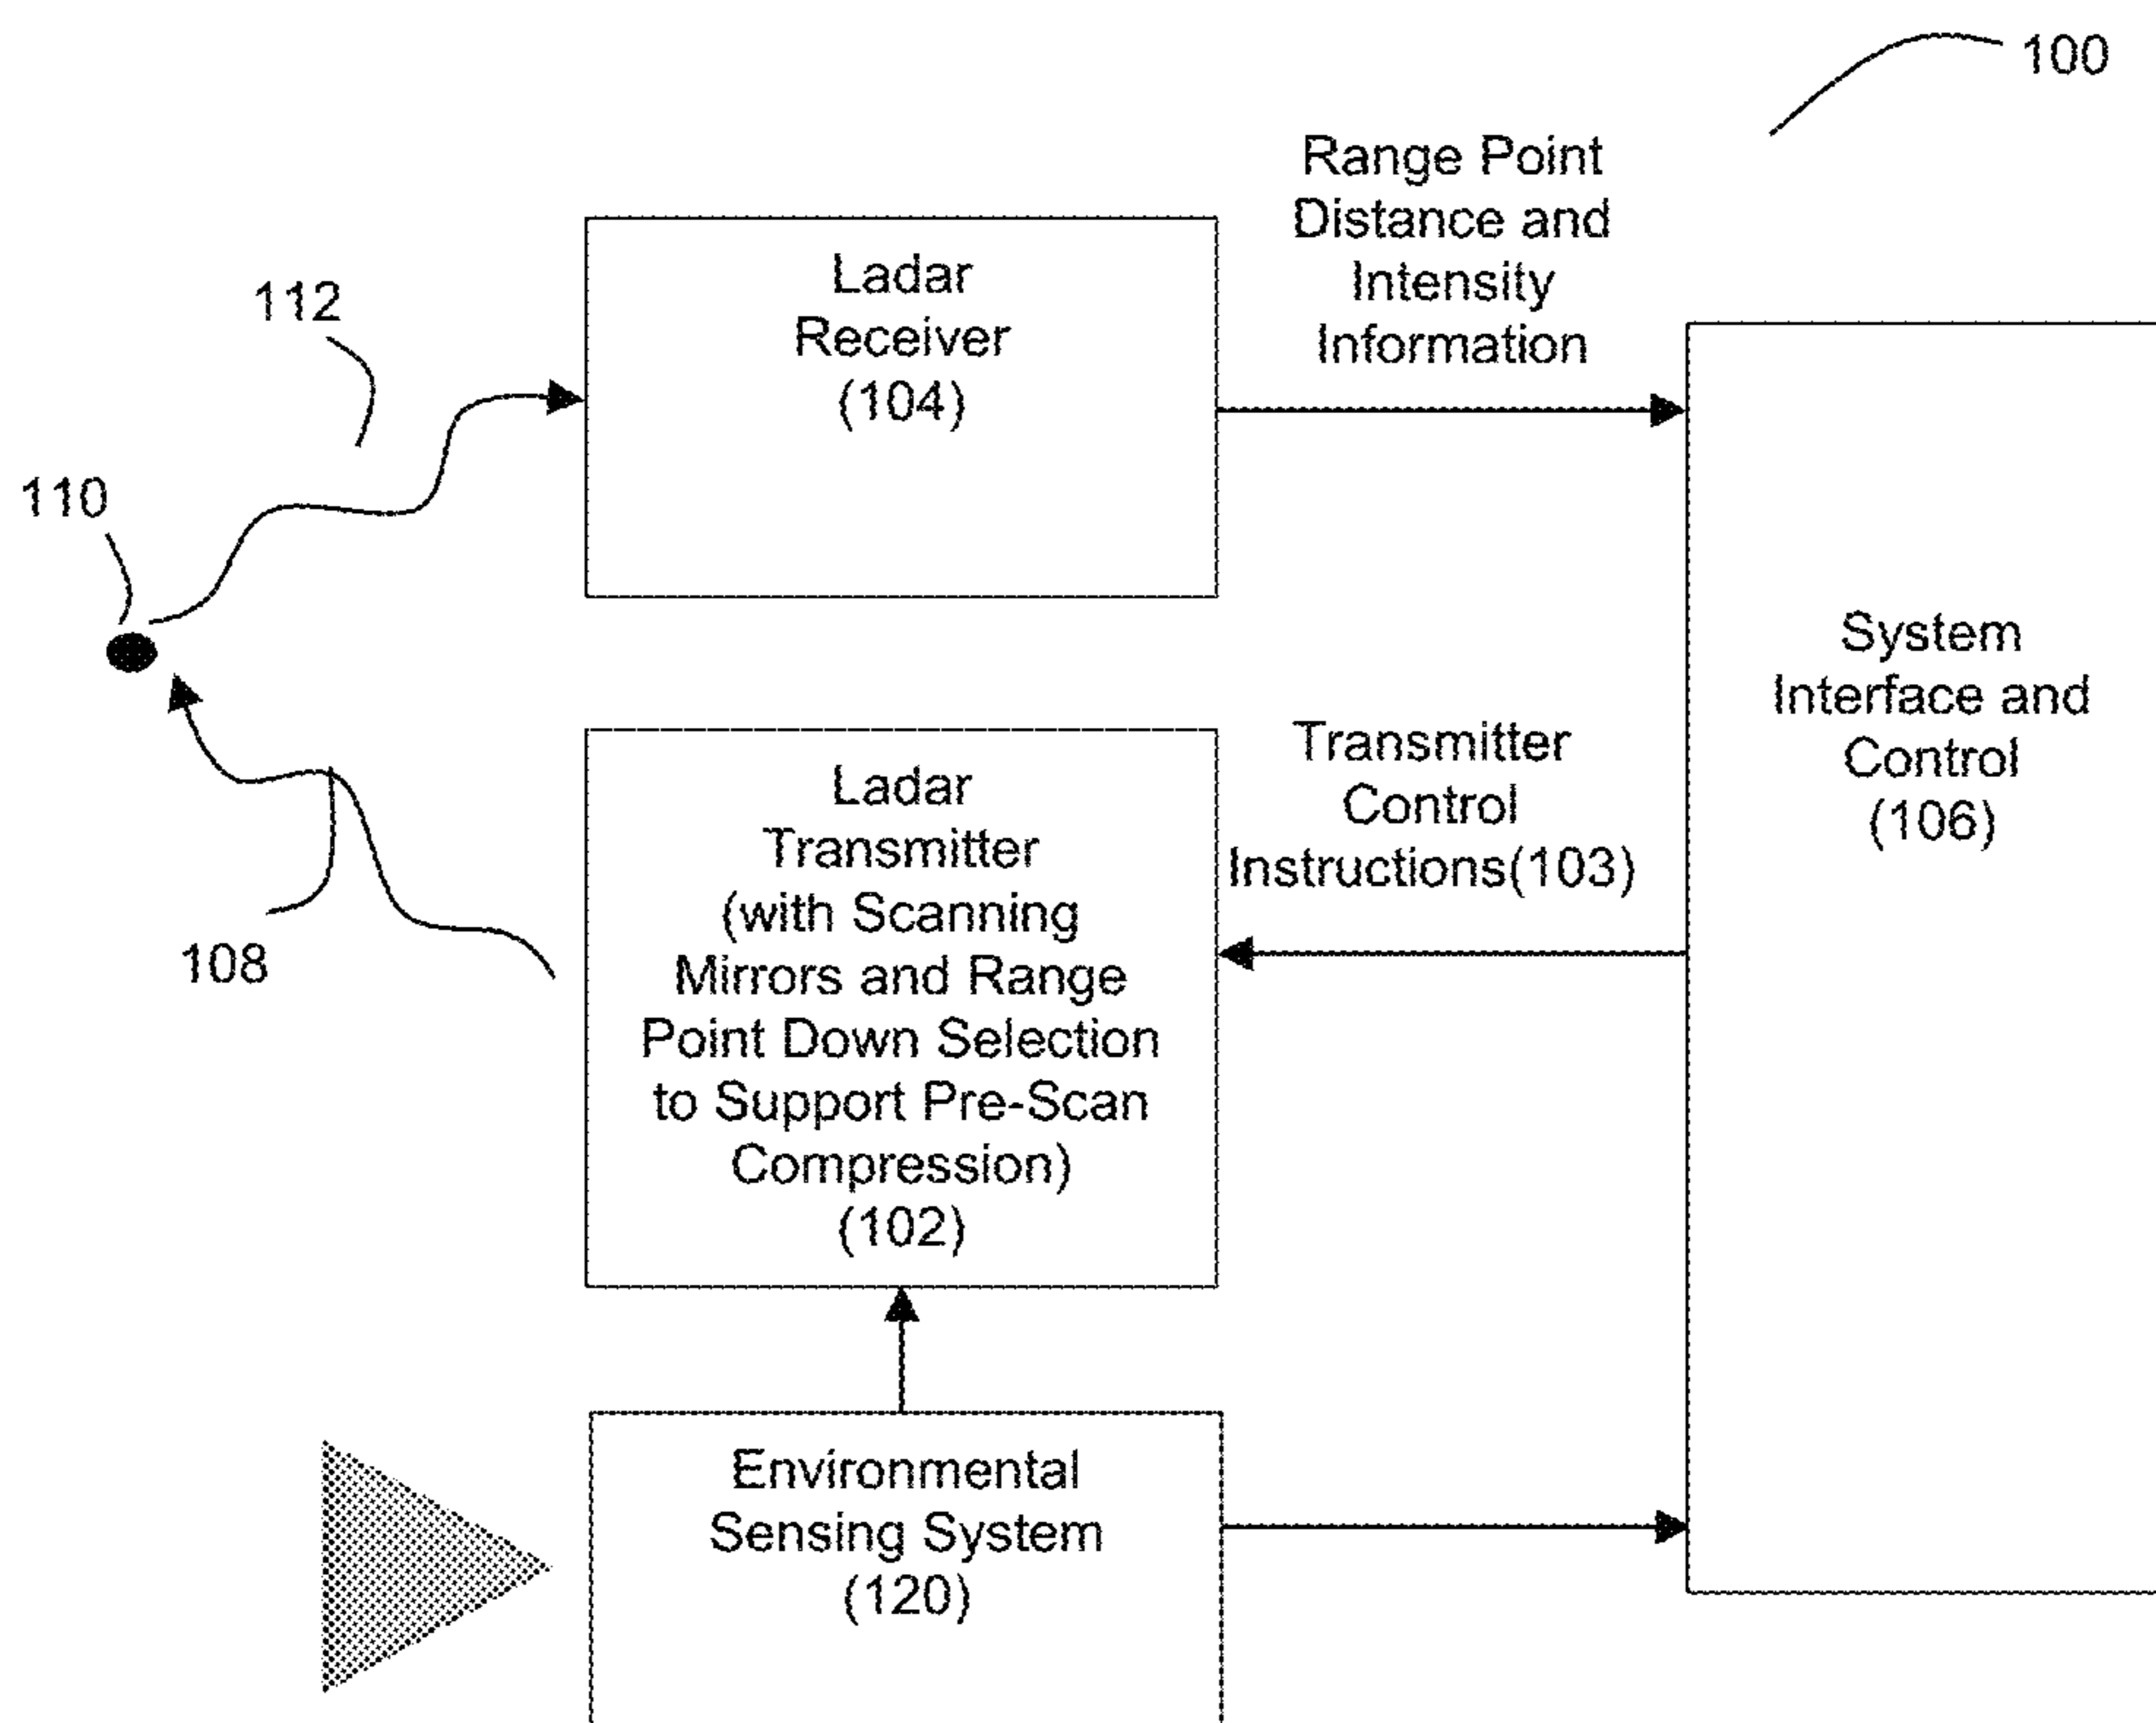 100
Range Point
Distance and
Intensity
Information
112
Ladar
Receiver
(104)
110
System
Interface and
Control
(106)
Transmitter
Control
Instructions(103)
Ladar
Transmitter
(with Scanning
Mirrors and Range
Point Down Selection
to Support Pre-Scan
Compression)
(102)
108
Environmental
Sensing System
(120)